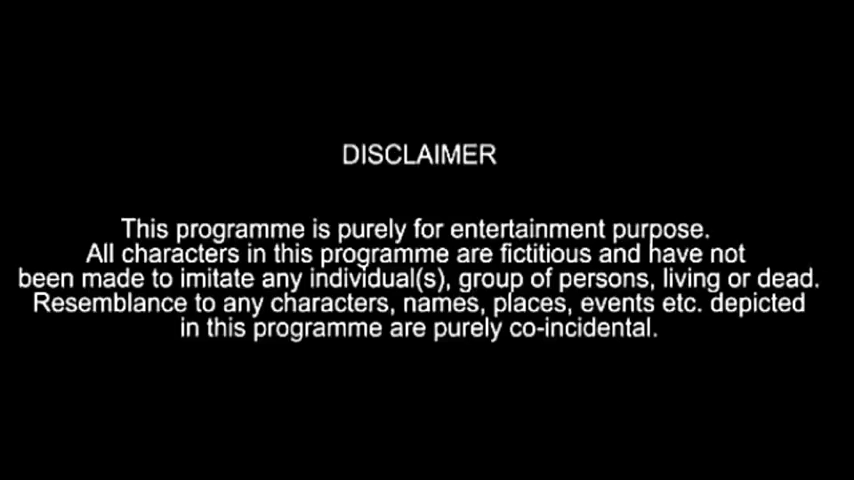 DISCLAIMER
This programme is purely for entertainment purpose.
All characters in this programme are fictitious and have not
been made to imitate any individual(s), group of persons, living or dead.
Resemblance to any characters, names, places, events etc. depicted
in this programme are purely co-incidental.